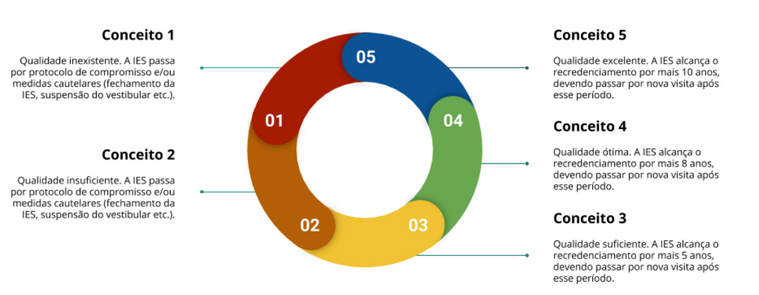 Conceito 1
Qualidade inexistente. A IES passa
por protocolo de compromisso e/ou
medidas cautelares (fechamento da
IES, suspensão do vestibular etc.).
Conceito 2
Qualidade insuficiente. A IES passa
por protocolo de compromisso e/ou
medidas cautelares (fechamento da
IES, suspensão do vestibular etc.).
05
04
01
02
03
Conceito 5
Qualidade excelente. A IES alcança o
recredenciamento por mais 10 anos,
devendo passar por nova visita após
esse período.
Conceito 4
Qualidade ótima. A IES alcança o
recredenciamento por mais 8 anos,
devendo passar por nova visita após
esse período.
Conceito 3
Qualidade suficiente. A IES alcança o
recredenciamento por mais 5 anos,
devendo passar por nova visita após
esse período.